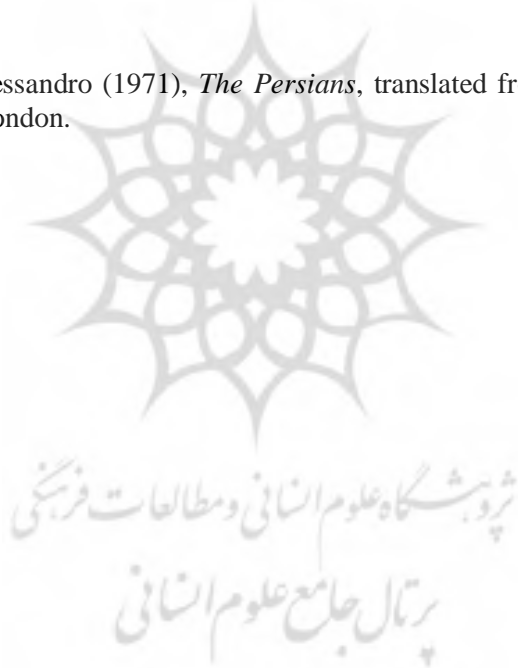 essandro (1971), The Persians, translated fr
ondon.
پژوهشگاه علوم انسانی و مطالعات فرهنگی
پرتال جامع علوم انسانی